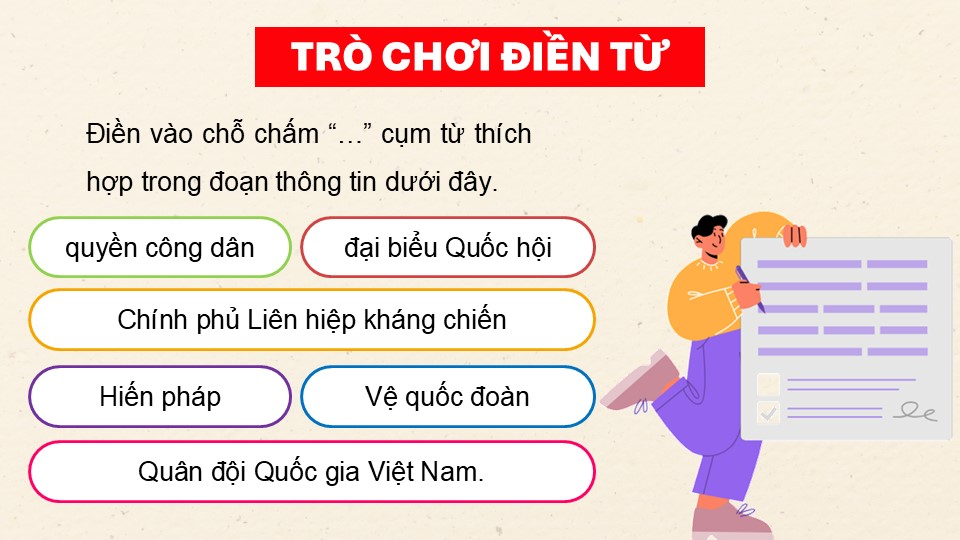 TRÒ CHƠI ĐIỀN TỪ
Điền vào chỗ chấm “…” cụm từ thích
hợp trong đoạn thông tin dưới đây.
quyền công dân
đại biểu Quốc hội
Chính phủ Liên hiệp kháng chiến
Hiến pháp
Vệ quốc đoàn
Quân đội Quốc gia Việt Nam.